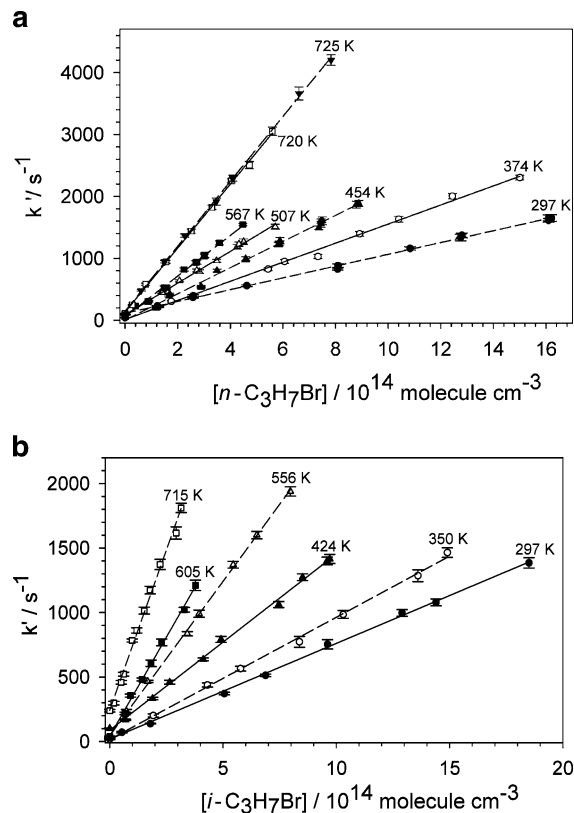 a
725 K
4000
3000
720 K
k'/ s-1
374 K
2000
454 K
297 K
567 K
507 K
1000
0
0 2 4 6 8 10 12 14 16
[n-C3H7Br] / 10^14 molecule cm-3
b
2000
556 K
715 K
1500
424 K
350 K
297 K
605 K
k'/ s-1
1000
500
0
0 5 10 15 20
[i-C3H7Br] / 10^14 molecule cm-3